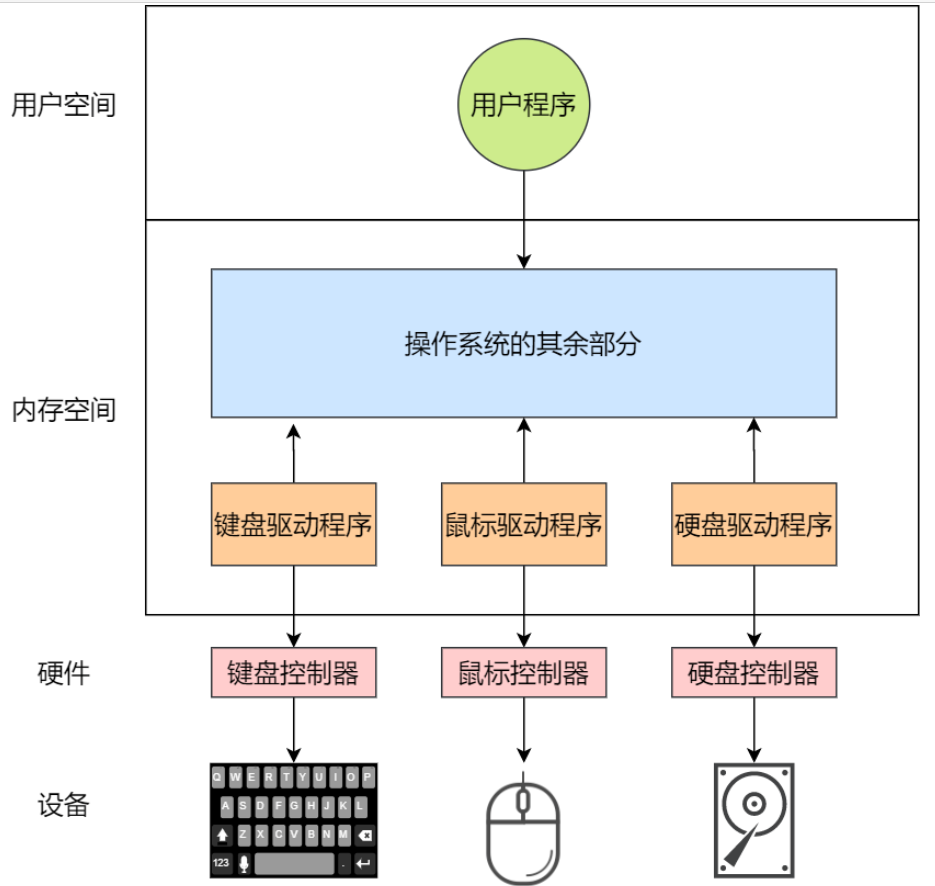 用户空间
用户程序
操作系统的其余部分
内存空间
键盘驱动程序
鼠标驱动程序
硬盘驱动程序
硬件
键盘控制器
鼠标控制器
硬盘控制器
设备
Q W E R T Y U I O P
A S D F G H J K L
Z X C V B N M
123 .